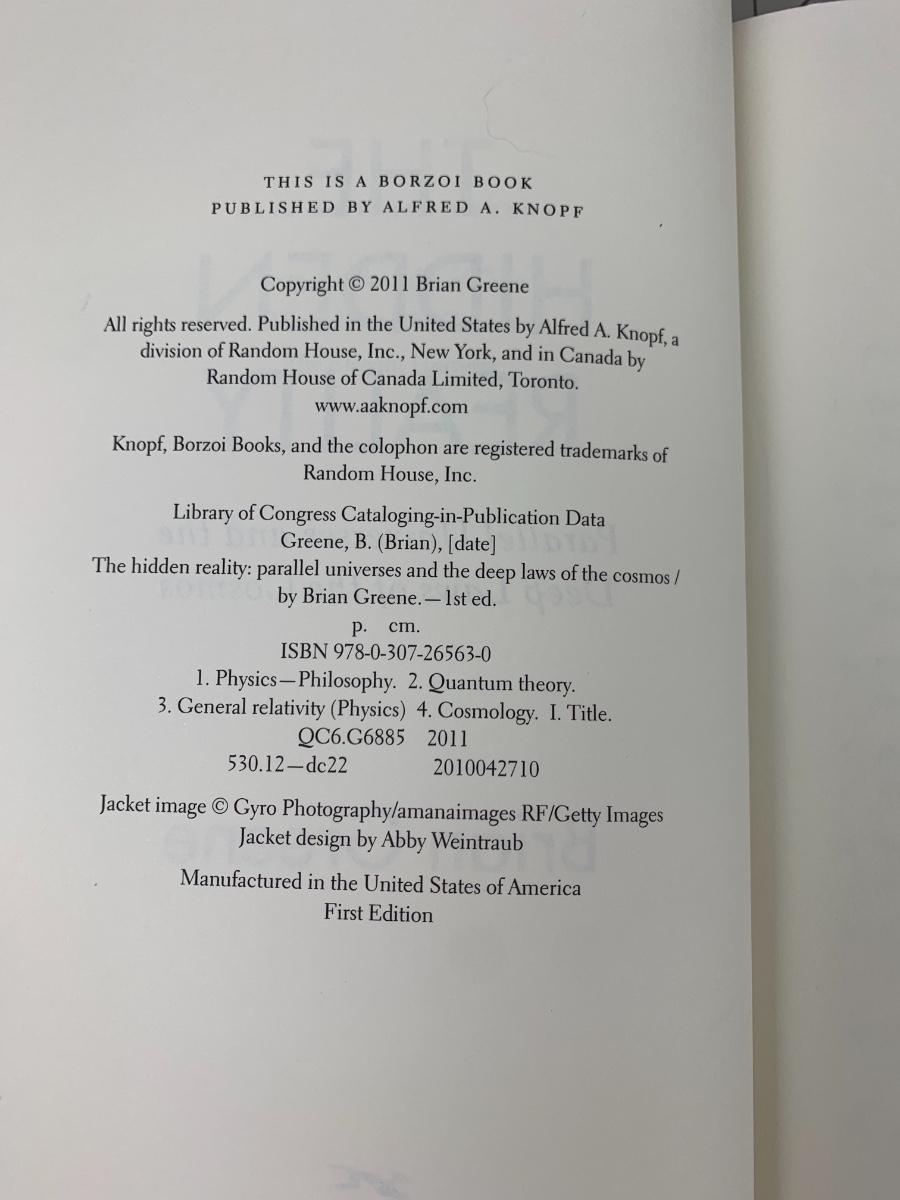 THIS IS A BORZOI BOOK
PUBLISHED BY ALFRED A. KNOPF
Copyright © 2011 Brian Greene
All rights reserved. Published in the United States by Alfred A. Knopf, a
division of Random House, Inc., New York, and in Canada by
Random House of Canada Limited, Toronto.
www.aaknopf.com
Knopf, Borzoi Books, and the colophon are registered trademarks of
Random House, Inc.
Library of Congress Cataloging-in-Publication Data
Greene, B. (Brian), [date]
The hidden reality: parallel universes and the deep laws of the cosmos /
by Brian Greene.—1st ed.
p. cm.
ISBN 978-0-307-26563-0
1. Physics—Philosophy. 2. Quantum theory.
3. General relativity (Physics) 4. Cosmology. I. Title.
QC6.G6885 2011
530.12—dc22 2010042710
Jacket image © Gyro Photography/amanaimages RF/Getty Images
Jacket design by Abby Weintraub
Manufactured in the United States of America
First Edition